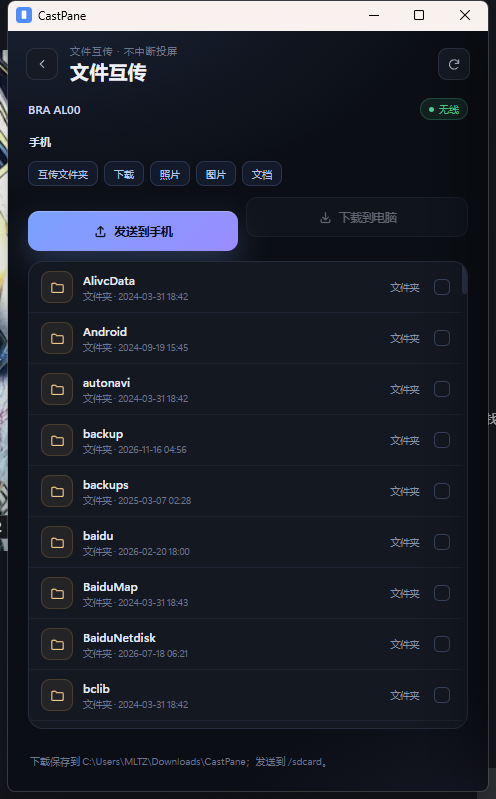 CastPane
文件互传 · 不中断投屏
文件互传
BRA AL00
无线
手机
互传文件夹 下载 照片 图片 文档
发送到手机 下载到电脑
AlivcData
文件夹 · 2024-03-31 18:42 文件夹
Android
文件夹 · 2024-09-19 15:45 文件夹
autonavi
文件夹 · 2024-03-31 18:42 文件夹
backup
文件夹 · 2026-11-16 04:56 文件夹
backups
文件夹 · 2025-03-07 02:28 文件夹
baidu
文件夹 · 2026-02-20 18:00 文件夹
BaiduMap
文件夹 · 2024-03-31 18:43 文件夹
BaiduNetdisk
文件夹 · 2026-07-18 06:21 文件夹
bclib
文件夹 · 2024-03-31 18:42 文件夹
下载保存到 C:\Users\MLTZ\Downloads\CastPane；发送到 /sdcard。